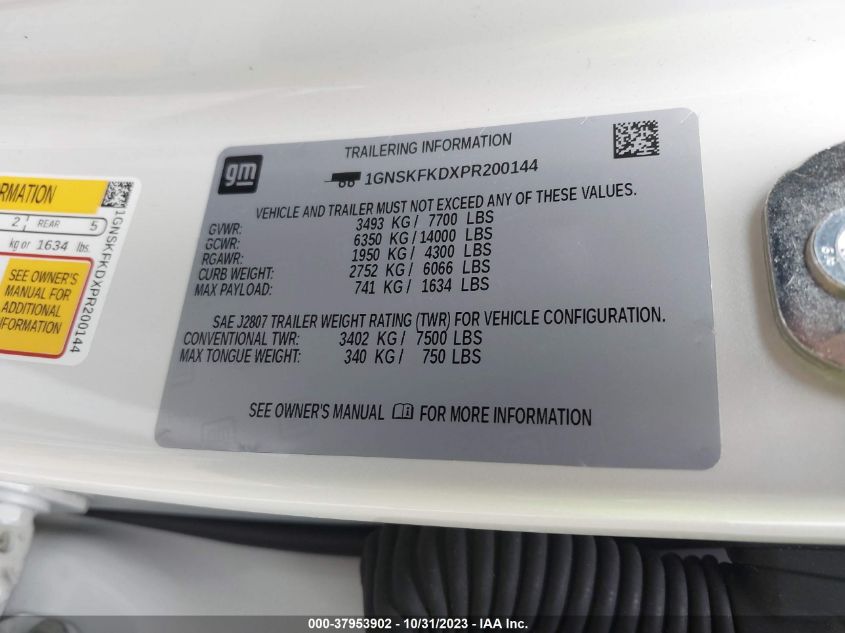 TRAILERING INFORMATION
gm
1GNSKFKDXPR200144
VEHICLE AND TRAILER MUST NOT EXCEED ANY OF THESE VALUES.
GVWR: 3493 KG / 7700 LBS
GCWR: 6350 KG / 14000 LBS
RGAWR: 1950 KG / 4300 LBS
CURB WEIGHT: 2752 KG / 6066 LBS
MAX PAYLOAD: 741 KG / 1634 LBS
SAE J2807 TRAILER WEIGHT RATING (TWR) FOR VEHICLE CONFIGURATION.
CONVENTIONAL TWR: 3402 KG / 7500 LBS
MAX TONGUE WEIGHT: 340 KG / 750 LBS
SEE OWNER'S MANUAL FOR MORE INFORMATION
REAR 5
kg or 1634 lbs.
SEE OWNER'S
MANUAL FOR
ADDITIONAL
INFORMATION
1GNSKFKDXPR200144
000-37953902 - 10/31/2023 - IAA Inc.